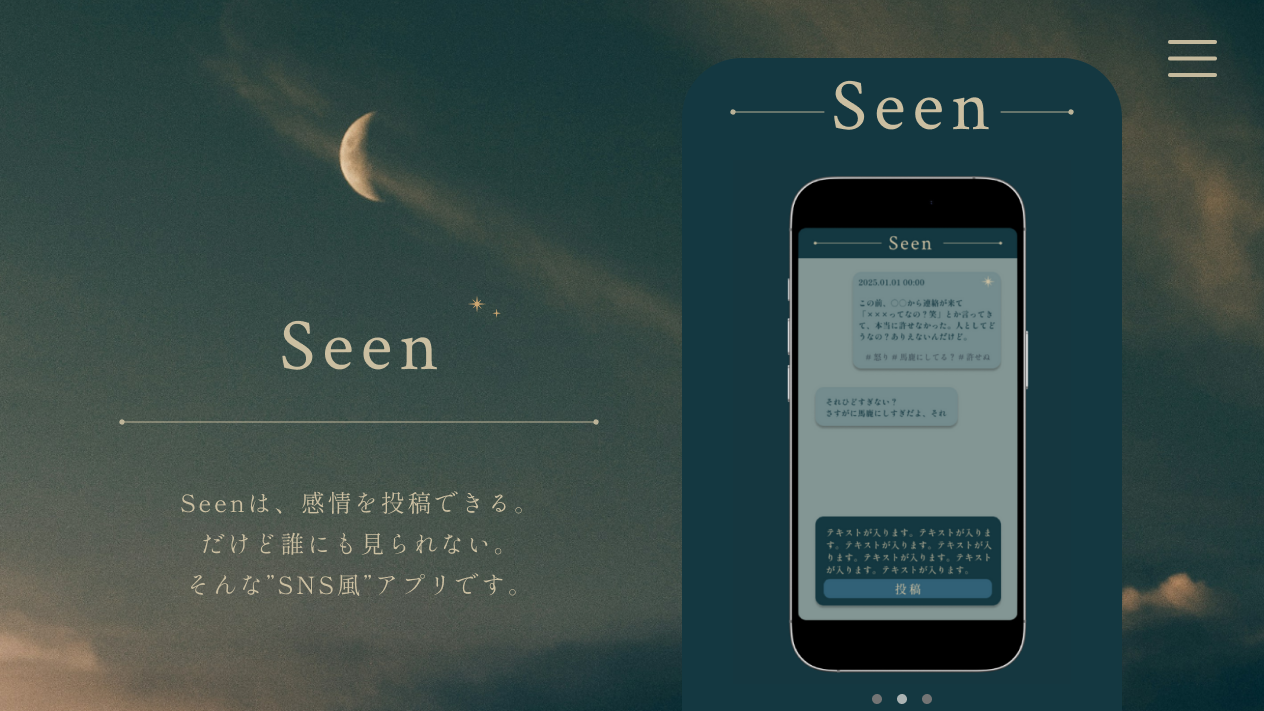 Seen
Seenは、感情を投稿できる。
だけど誰にも見られない。
そんな”SNS風”アプリです。
Seen
Seen
2025.01.01 00:00
この前、〇〇から連絡が来て
「×××ってなの？笑」とか言ってき
て、本当に許せなかった。人としてど
うなの？ありえないんだけど。
＃怒り＃馬鹿にしてる？＃許せぬ
それひどすぎない？
さすがに馬鹿にしすぎだよ、それ
テキストが入ります。テキストが入りま
す。テキストが入ります。テキストが入
ります。テキストが入ります。テキスト
が入ります。テキストが入ります。
投稿